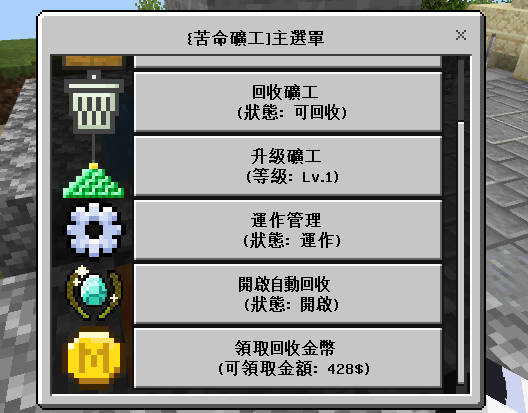 {苦命礦工}主選單
回收礦工
(狀態: 可回收)
升級礦工
(等級: Lv.1)
運作管理
(狀態: 運作)
開啟自動回收
(狀態: 開啟)
領取回收金幣
(可領取金額: 428$)
M